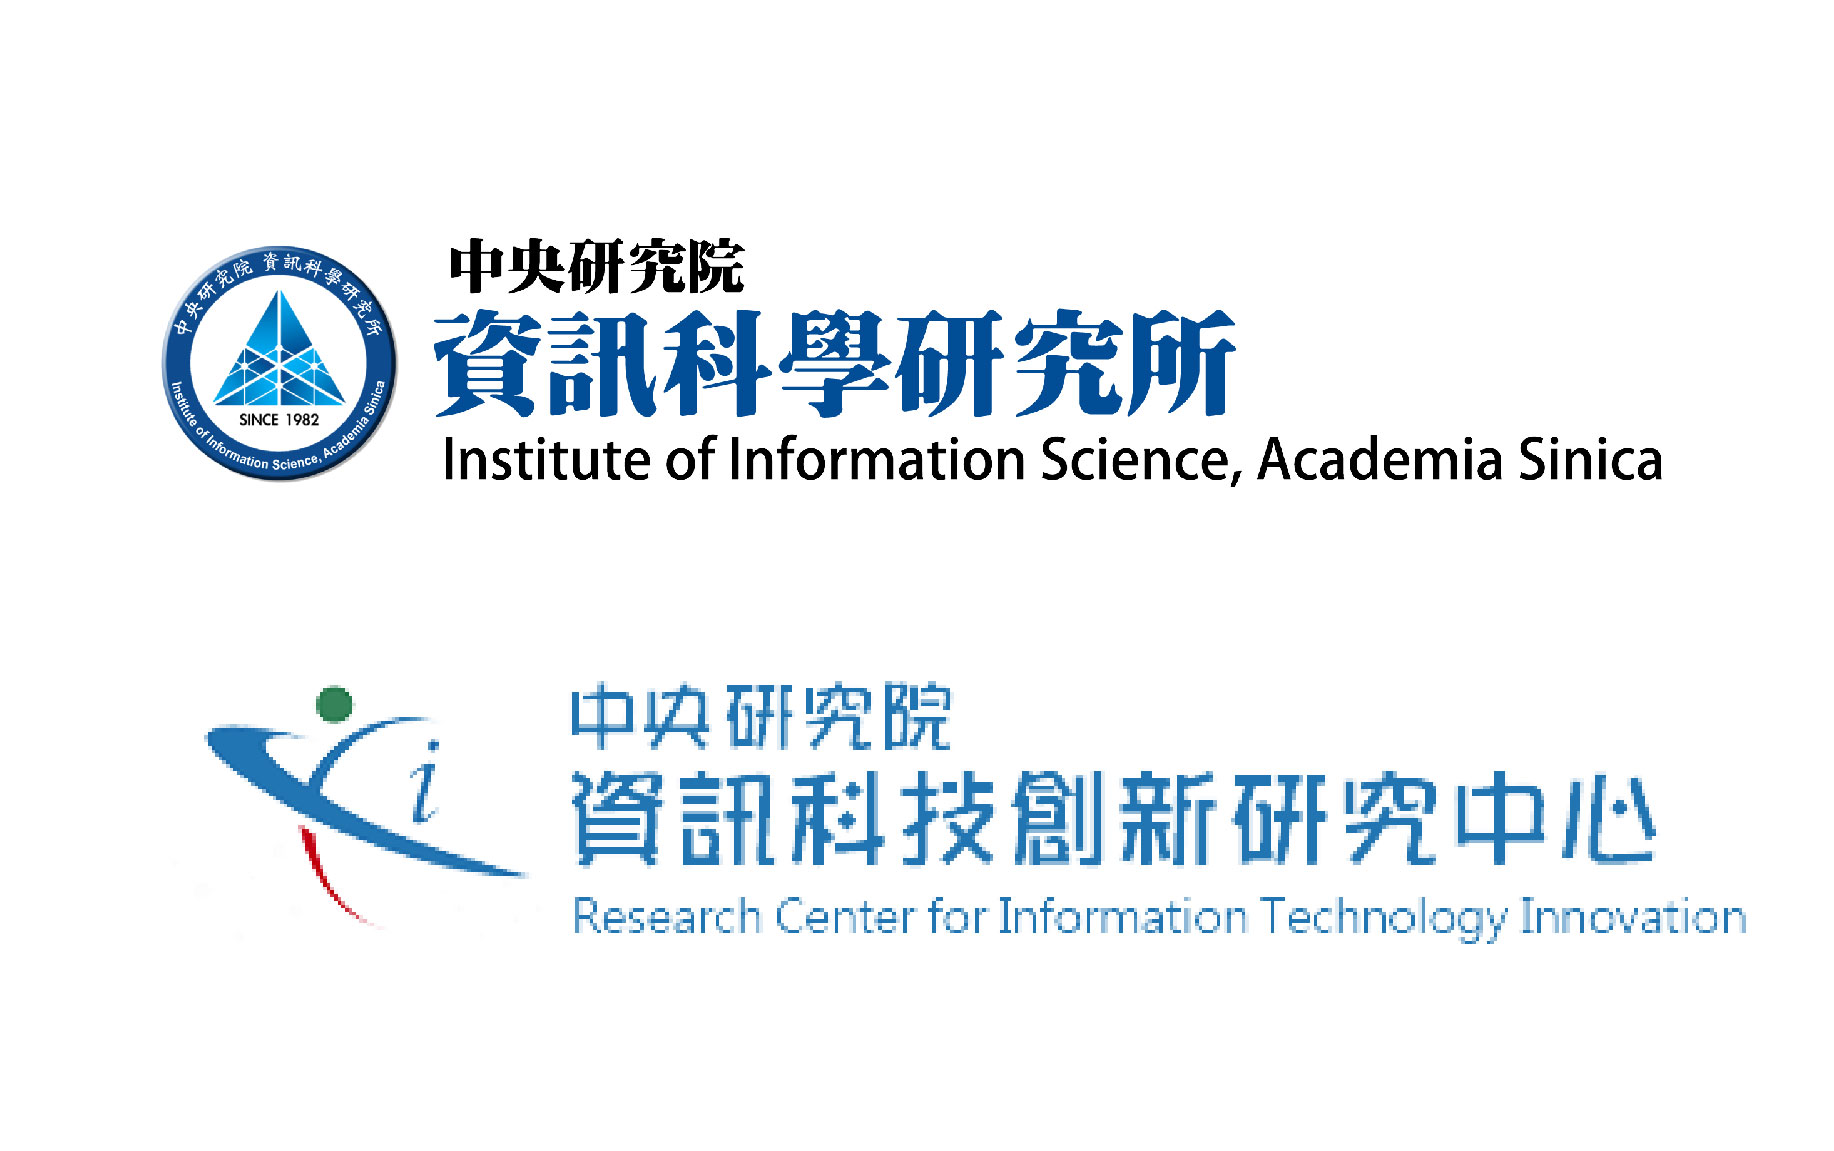 中央研究院 資訊科學研究所
SINCE 1982
Institute of Information Science, Academia Sinica
中央研究院
資訊科學研究所
Institute of Information Science, Academia Sinica
i
中央研究院
資訊科技創新研究中心
Research Center for Information Technology Innovation